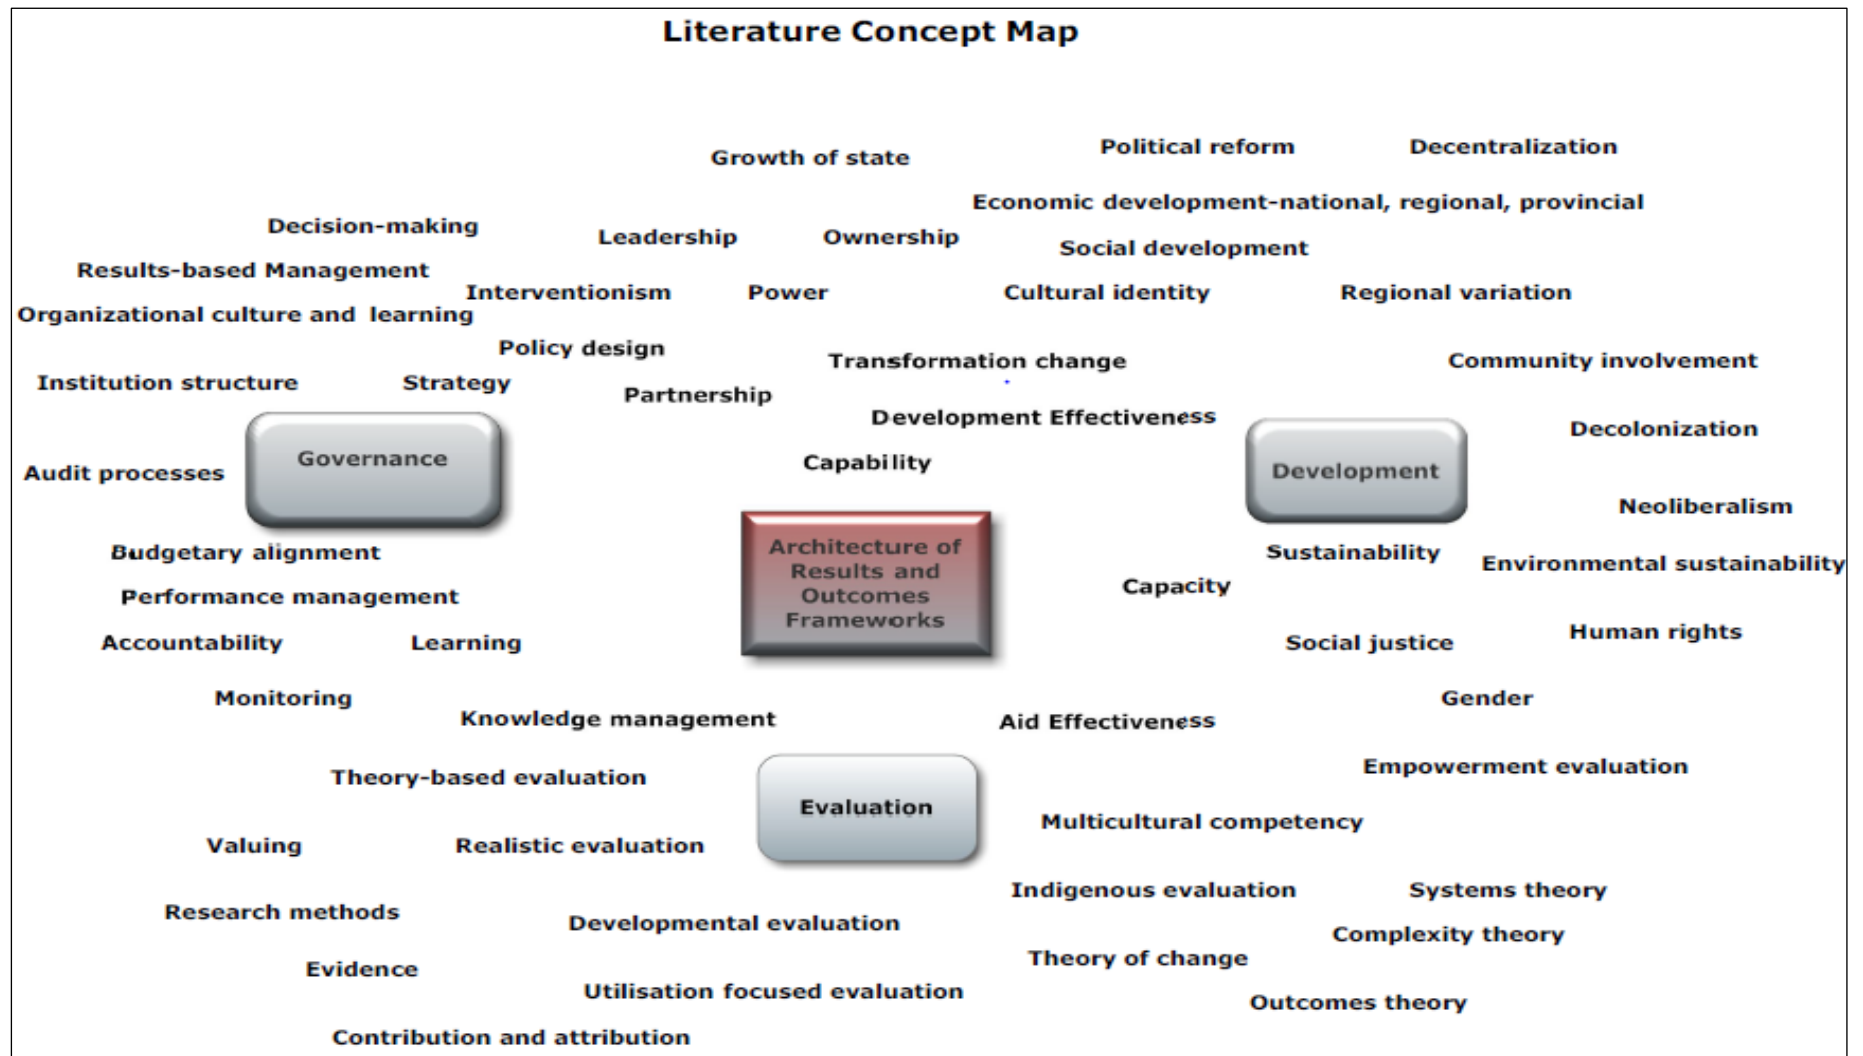 Literature Concept Map
Political reform
Decentralization
Growth of state
Economic development-national, regional, provincial
Decision-making
Leadership
Ownership
Social development
Results-based Management
Interventionism
Power
Cultural identity
Regional variation
Organizational culture and learning
Policy design
Transformation change
Community involvement
Institution structure
Strategy
Partnership
Development Effectiveness
Decolonization
Governance
Capability
Development
Audit processes
Neoliberalism
Architecture of
Results and
Outcomes
Frameworks
Budgetary alignment
Sustainability
Environmental sustainability
Capacity
Performance management
Human rights
Accountability
Learning
Social justice
Monitoring
Gender
Knowledge management
Aid Effectiveness
Empowerment evaluation
Theory-based evaluation
Evaluation
Multicultural competency
Valuing
Realistic evaluation
Indigenous evaluation
Systems theory
Research methods
Developmental evaluation
Complexity theory
Theory of change
Evidence
Utilisation focused evaluation
Outcomes theory
Contribution and attribution